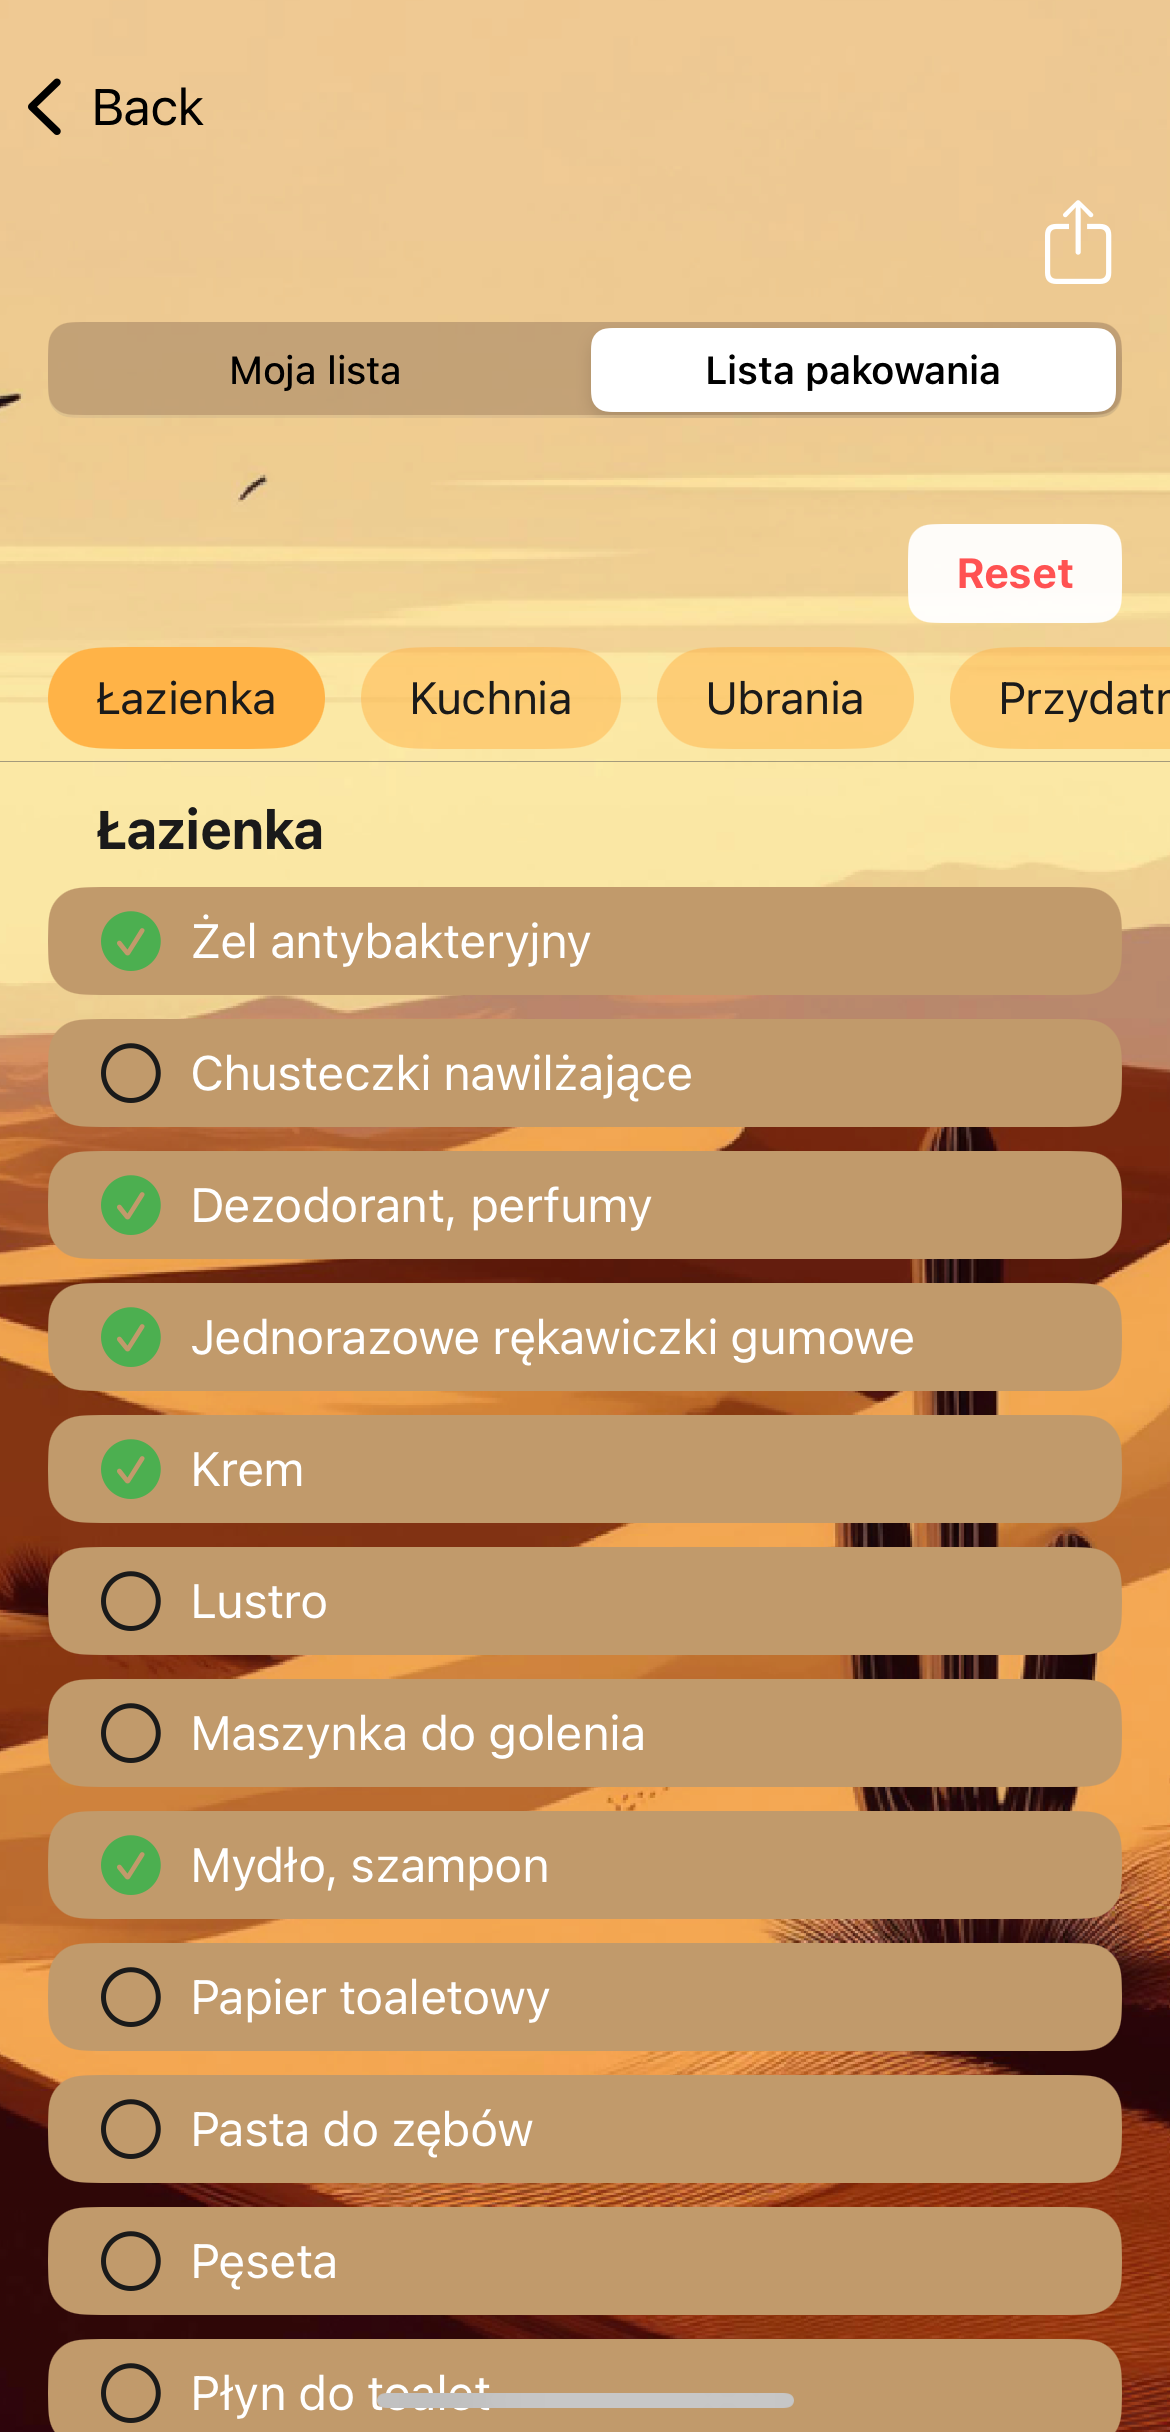 Back
Moja lista
Lista pakowania
Reset
Łazienka
Kuchnia
Ubrania
Łazienka
Żel antybakteryjny
Chusteczki nawilżające
Dezodorant, perfumy
Jednorazowe rękawiczki gumowe
Krem
Lustro
Maszynka do golenia
Mydło, szampon
Papier toaletowy
Pasta do zębów
Pęseta
Płyn do toalet